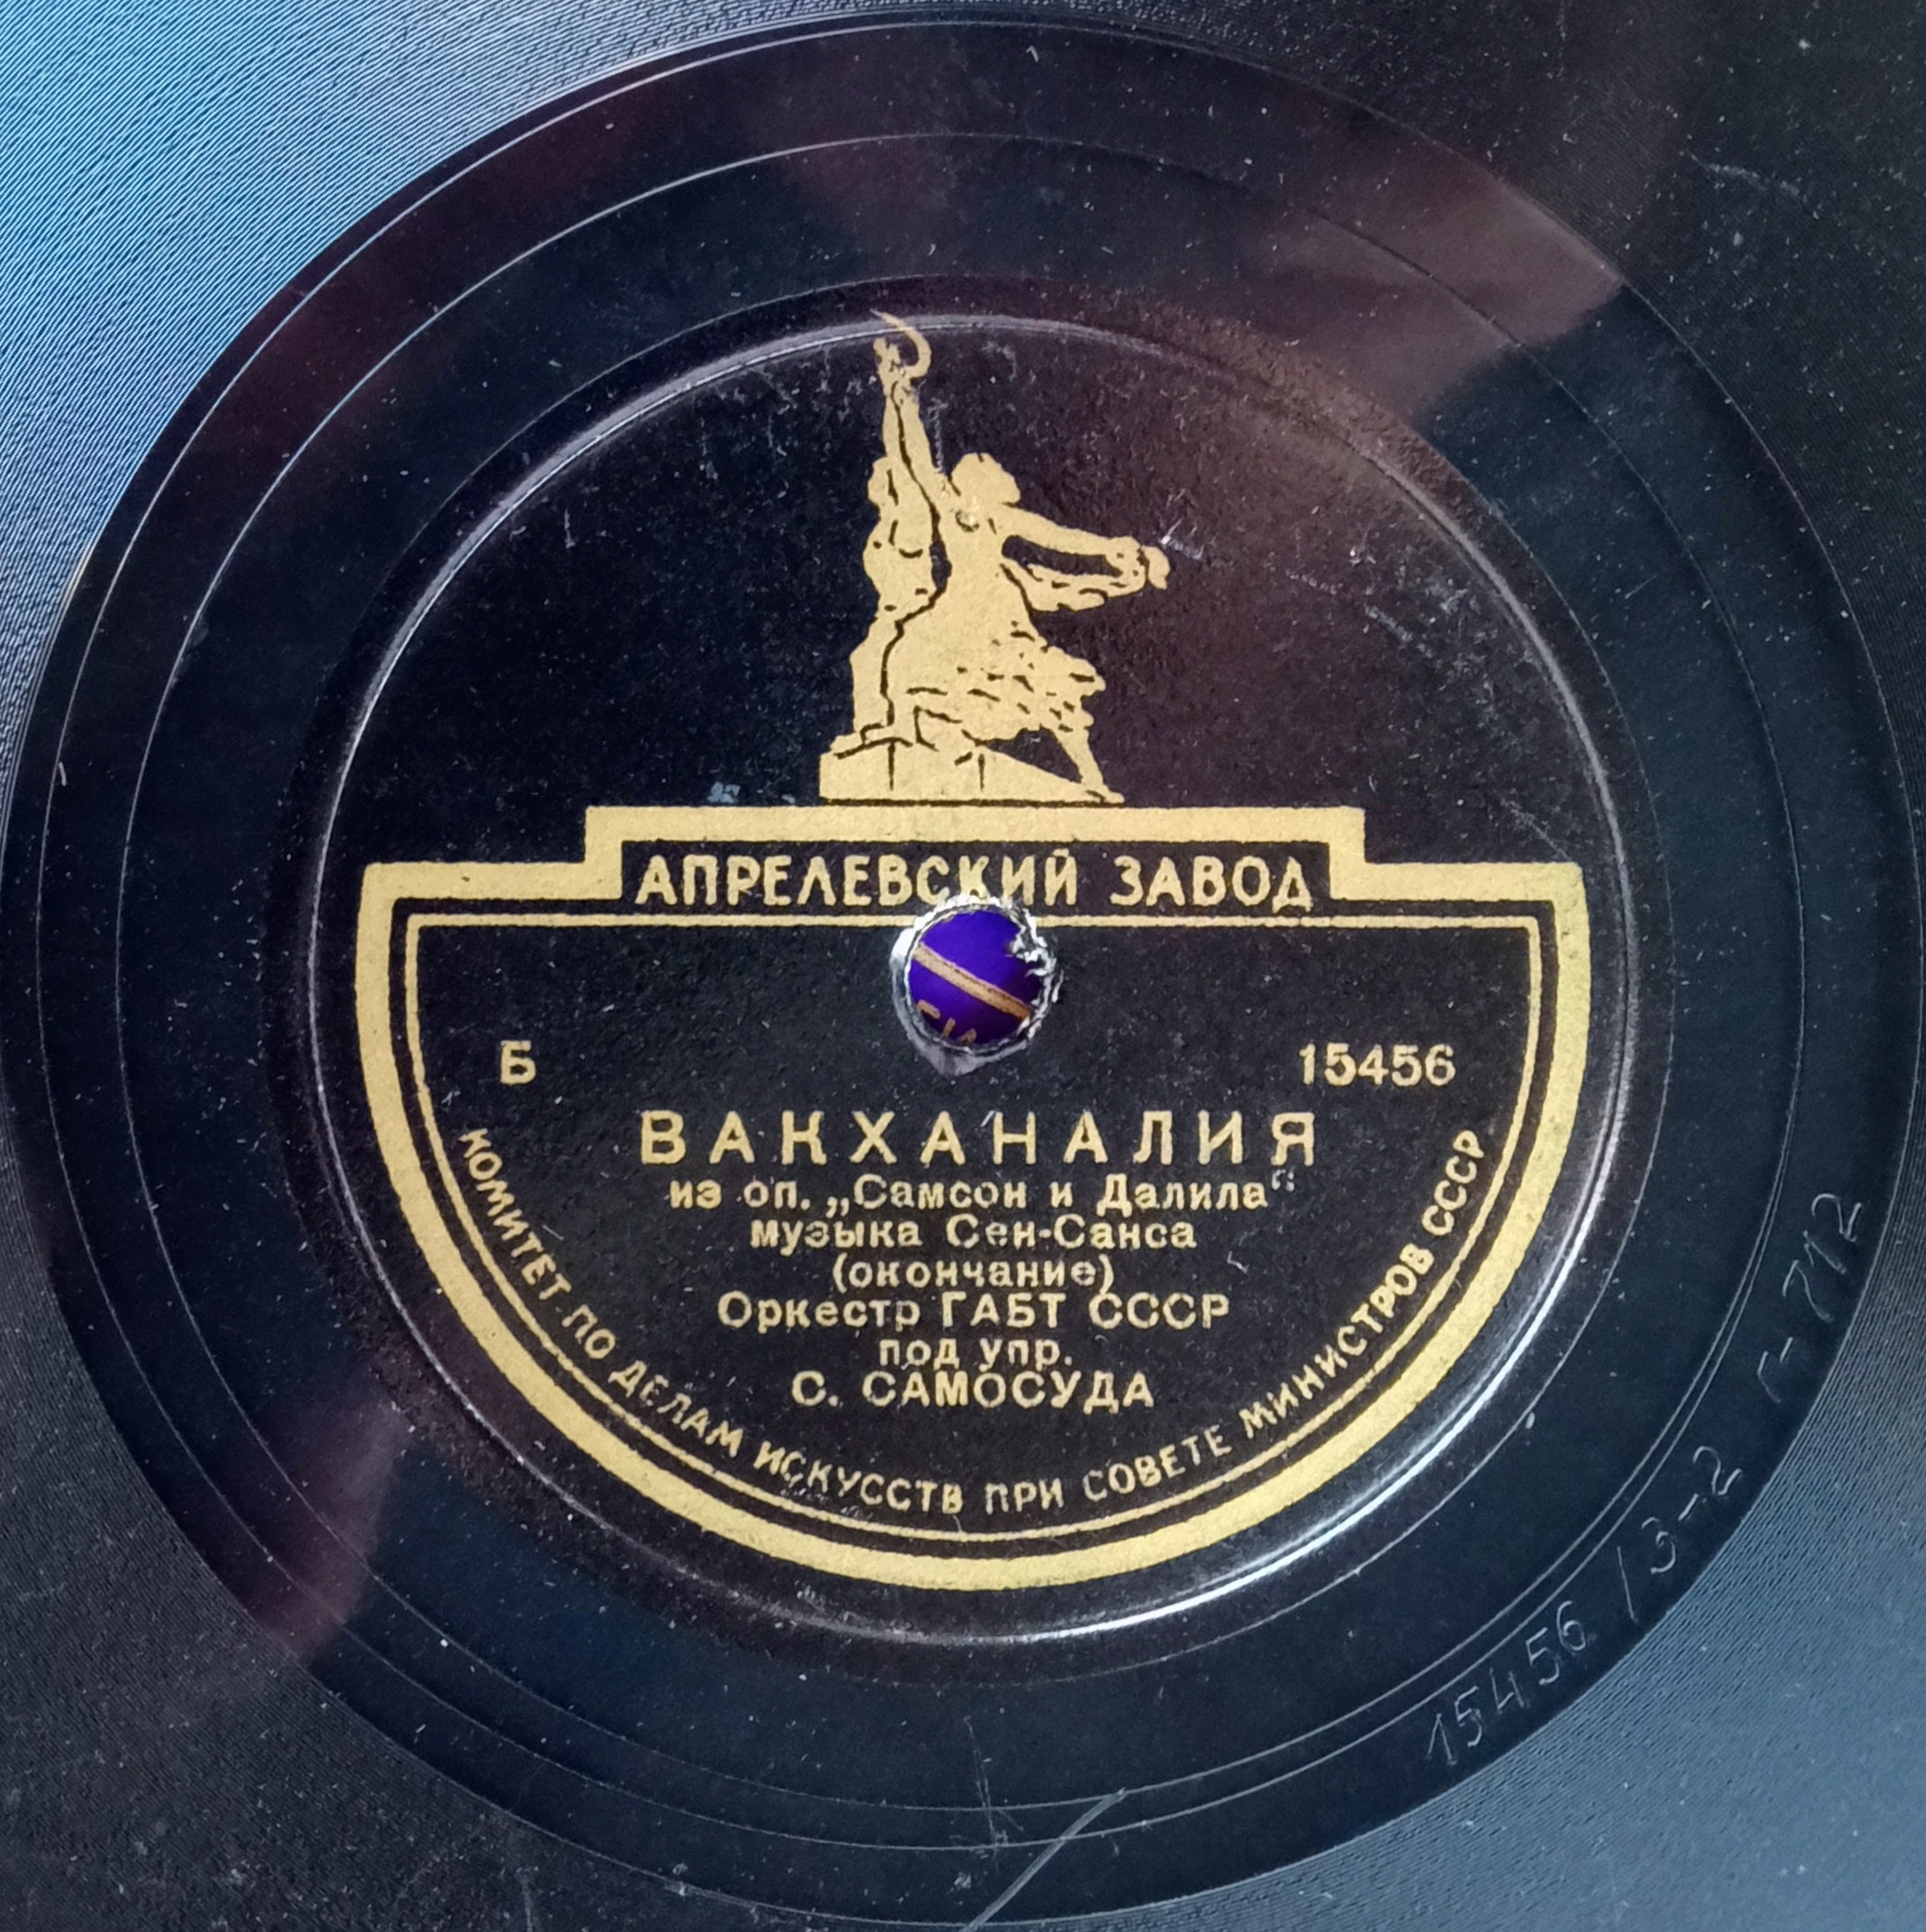 АПРЕЛЕВСКИЙ ЗАВОД
Б 15456
ВАКХАНАЛИЯ
из оп. „Самсон и Далила“
музыка Сен-Санса
(окончание)
Оркестр ГАБТ СССР
под упр.
С. САМОСУДА
КОМИТЕТ ПО ДЕЛАМ ИСКУССТВ ПРИ СОВЕТЕ МИНИСТРОВ СССР
15456 /3-2